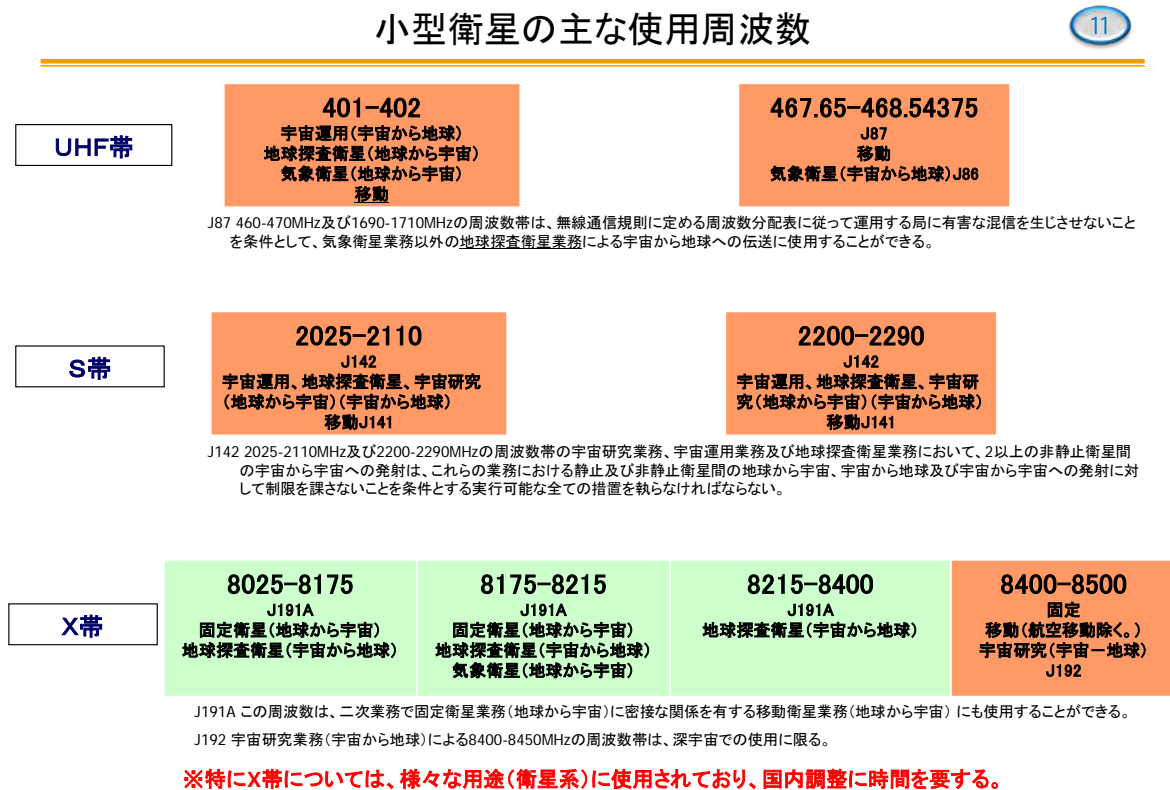 小型衛星の主な使用周波数
11
UHF帯
401-402
宇宙運用(宇宙から地球)
地球探査衛星(地球から宇宙)
気象衛星(地球から宇宙)
移動
467.65-468.54375
J87
移動
気象衛星(宇宙から地球)J86
J87 460-470MHz及び1690-1710MHzの周波数帯は、無線通信規則に定める周波数分配表に従って運用する局に有害な混信を生じさせないこと
を条件として、気象衛星業務以外の地球探査衛星業務による宇宙から地球への伝送に使用することができる。
S帯
2025-2110
J142
宇宙運用、地球探査衛星、宇宙研究
(地球から宇宙)(宇宙から地球)
移動J141
2200-2290
J142
宇宙運用、地球探査衛星、宇宙研
究(地球から宇宙)(宇宙から地球)
移動J141
J142 2025-2110MHz及び2200-2290MHzの周波数帯の宇宙研究業務、宇宙運用業務及び地球探査衛星業務において、2以上の非静止衛星間
の宇宙から宇宙への発射は、これらの業務における静止及び非静止衛星間の地球から宇宙、宇宙から地球及び宇宙から宇宙への発射に対
して制限を課さないことを条件とする実行可能な全ての措置を執らなければならない。
X帯
8025-8175
J191A
固定衛星(地球から宇宙)
地球探査衛星(宇宙から地球)
8175-8215
J191A
固定衛星(地球から宇宙)
地球探査衛星(宇宙から地球)
気象衛星(地球から宇宙)
8215-8400
J191A
地球探査衛星(宇宙から地球)
8400-8500
固定
移動(航空移動除く。)
宇宙研究(宇宙-地球)
J192
J191A この周波数は、二次業務で固定衛星業務(地球から宇宙)に密接な関係を有する移動衛星業務(地球から宇宙) にも使用することができる。
J192 宇宙研究業務(宇宙から地球)による8400-8450MHzの周波数帯は、深宇宙での使用に限る。
※特にX帯については、様々な用途(衛星系)に使用されており、国内調整に時間を要する。